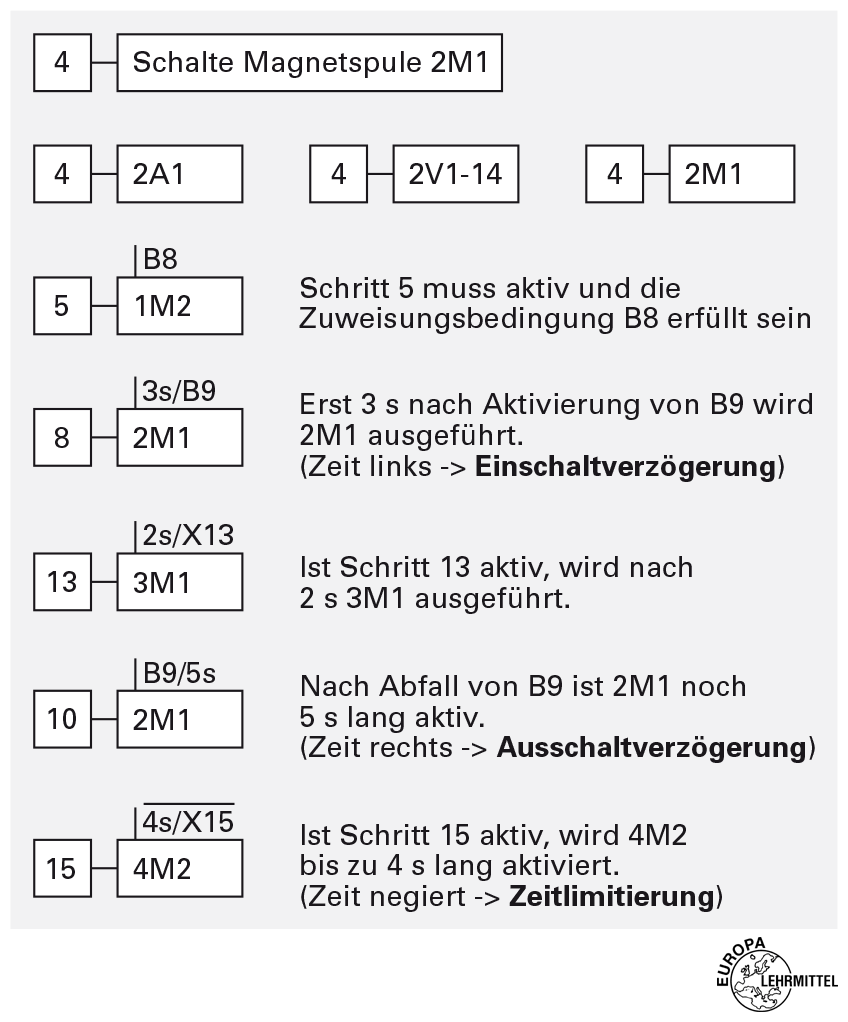 4 Schalte Magnetspule 2M1
4 2A1 4 2V1-14 4 2M1
B8
5 1M2
Schritt 5 muss aktiv und die
Zuweisungsbedingung B8 erfüllt sein
3s/B9
8 2M1
Erst 3 s nach Aktivierung von B9 wird
2M1 ausgeführt.
(Zeit links -> Einschaltverzögerung)
2s/X13
13 3M1
Ist Schritt 13 aktiv, wird nach
2 s 3M1 ausgeführt.
B9/5s
10 2M1
Nach Abfall von B9 ist 2M1 noch
5 s lang aktiv.
(Zeit rechts -> Ausschaltverzögerung)
4s/X15
15 4M2
Ist Schritt 15 aktiv, wird 4M2
bis zu 4 s lang aktiviert.
(Zeit negiert -> Zeitlimitierung)
EUROPA
LEHRMITTEL